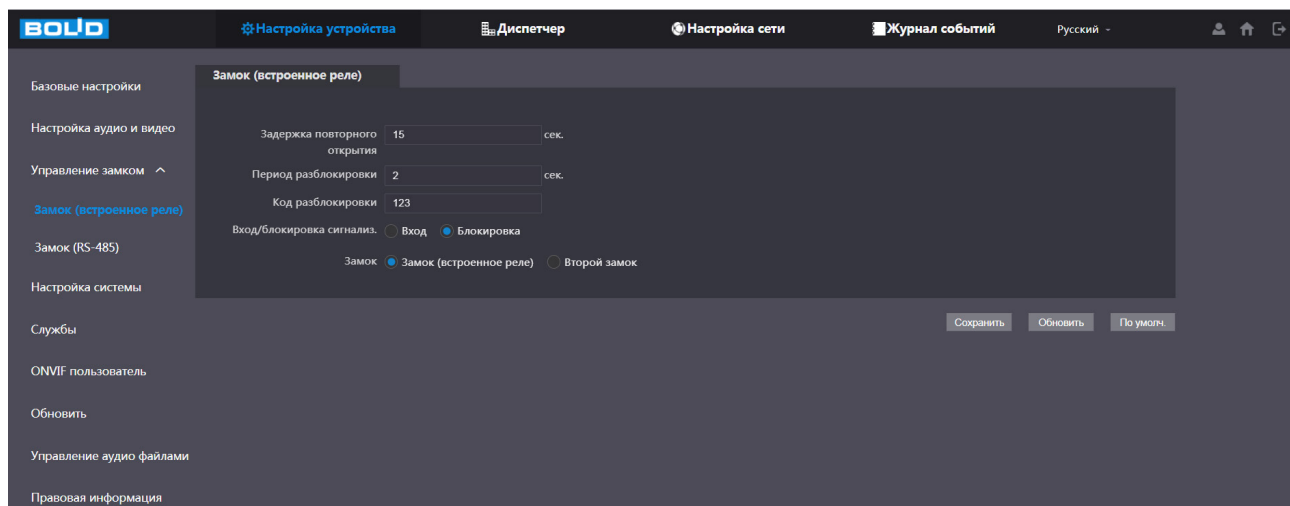 BOLID
Настройка устройства
Диспетчер
Настройка сети
Журнал событий
Русский
Базовые настройки
Настройка аудио и видео
Управление замком
Замок (встроенное реле)
Замок (RS-485)
Настройка системы
Службы
ONVIF пользователь
Обновить
Управление аудио файлами
Правовая информация
Замок (встроенное реле)
Задержка повторного 15 сек.
открытия
Период разблокировки 2 сек.
Код разблокировки 123
Вход/блокировка сигнализ. Вход Блокировка
Замок Замок (встроенное реле) Второй замок
Сохранить Обновить По умолч.